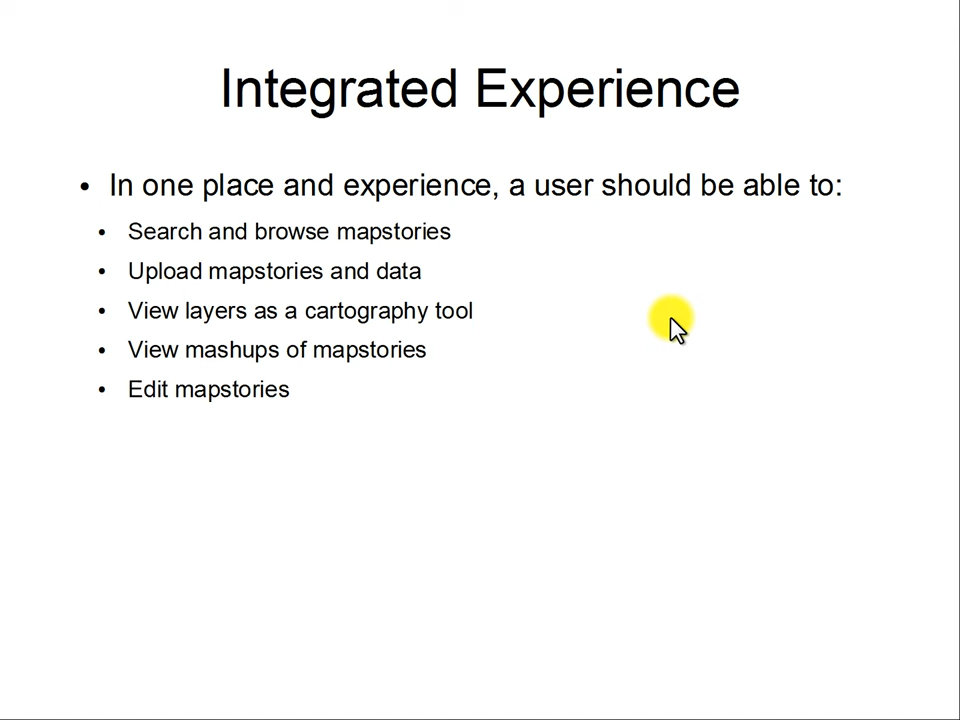 Integrated Experience
• In one place and experience, a user should be able to:
• Search and browse mapstories
• Upload mapstories and data
• View layers as a cartography tool
• View mashups of mapstories
• Edit mapstories